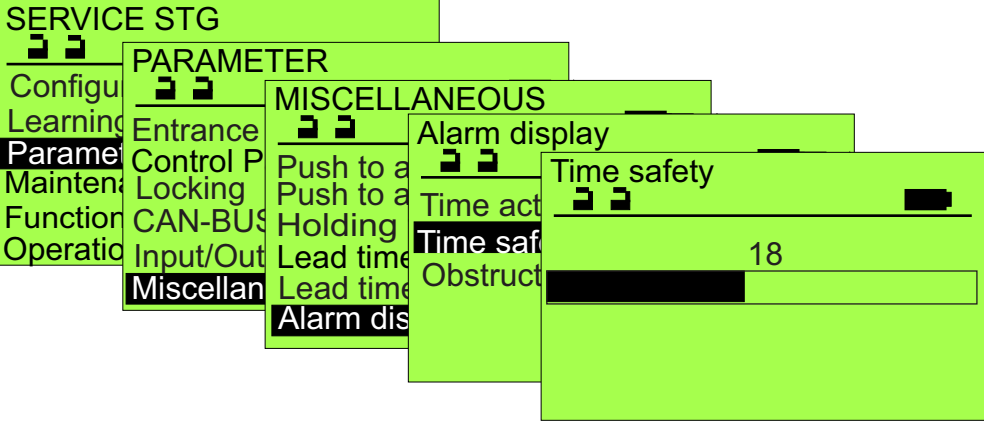 SERVICE STG
Configu
Learning
Paramet
Maintena
Function
Operatio
PARAMETER
Entrance
Control P
Locking
CAN-BUS
Input/Out
Miscellan
MISCELLANEOUS
Push to a
Push to a
Holding
Lead time
Lead time
Alarm dis
Alarm display
Time act
Time safe
Obstruct
Time safety
18